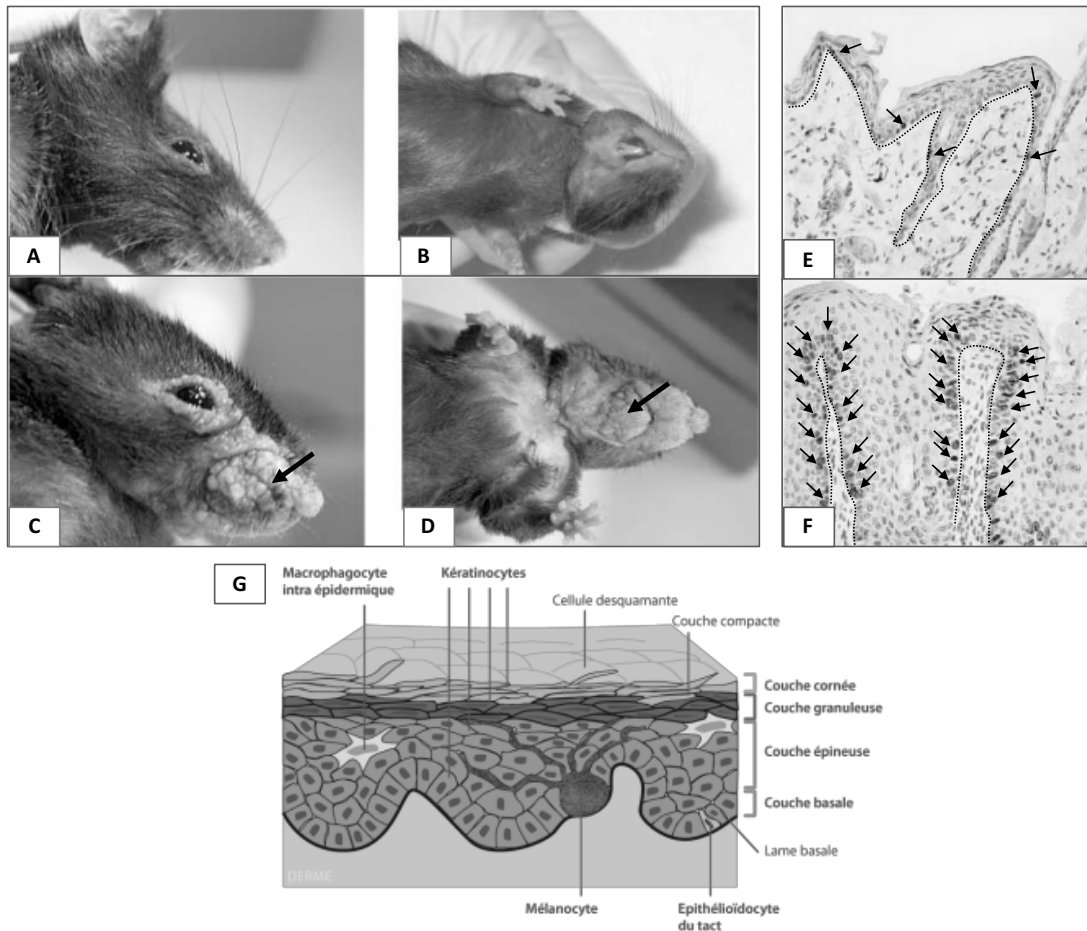 A
B
E
C
D
F
G
Macrophagocyte
intra épidermique
Kératinocytes
Cellule desquamante
Couche compacte
Couche cornée
Couche granuleuse
Couche épineuse
Couche basale
Lame basale
DERME
Mélanocyte
Epithélioïdocyte
du tact